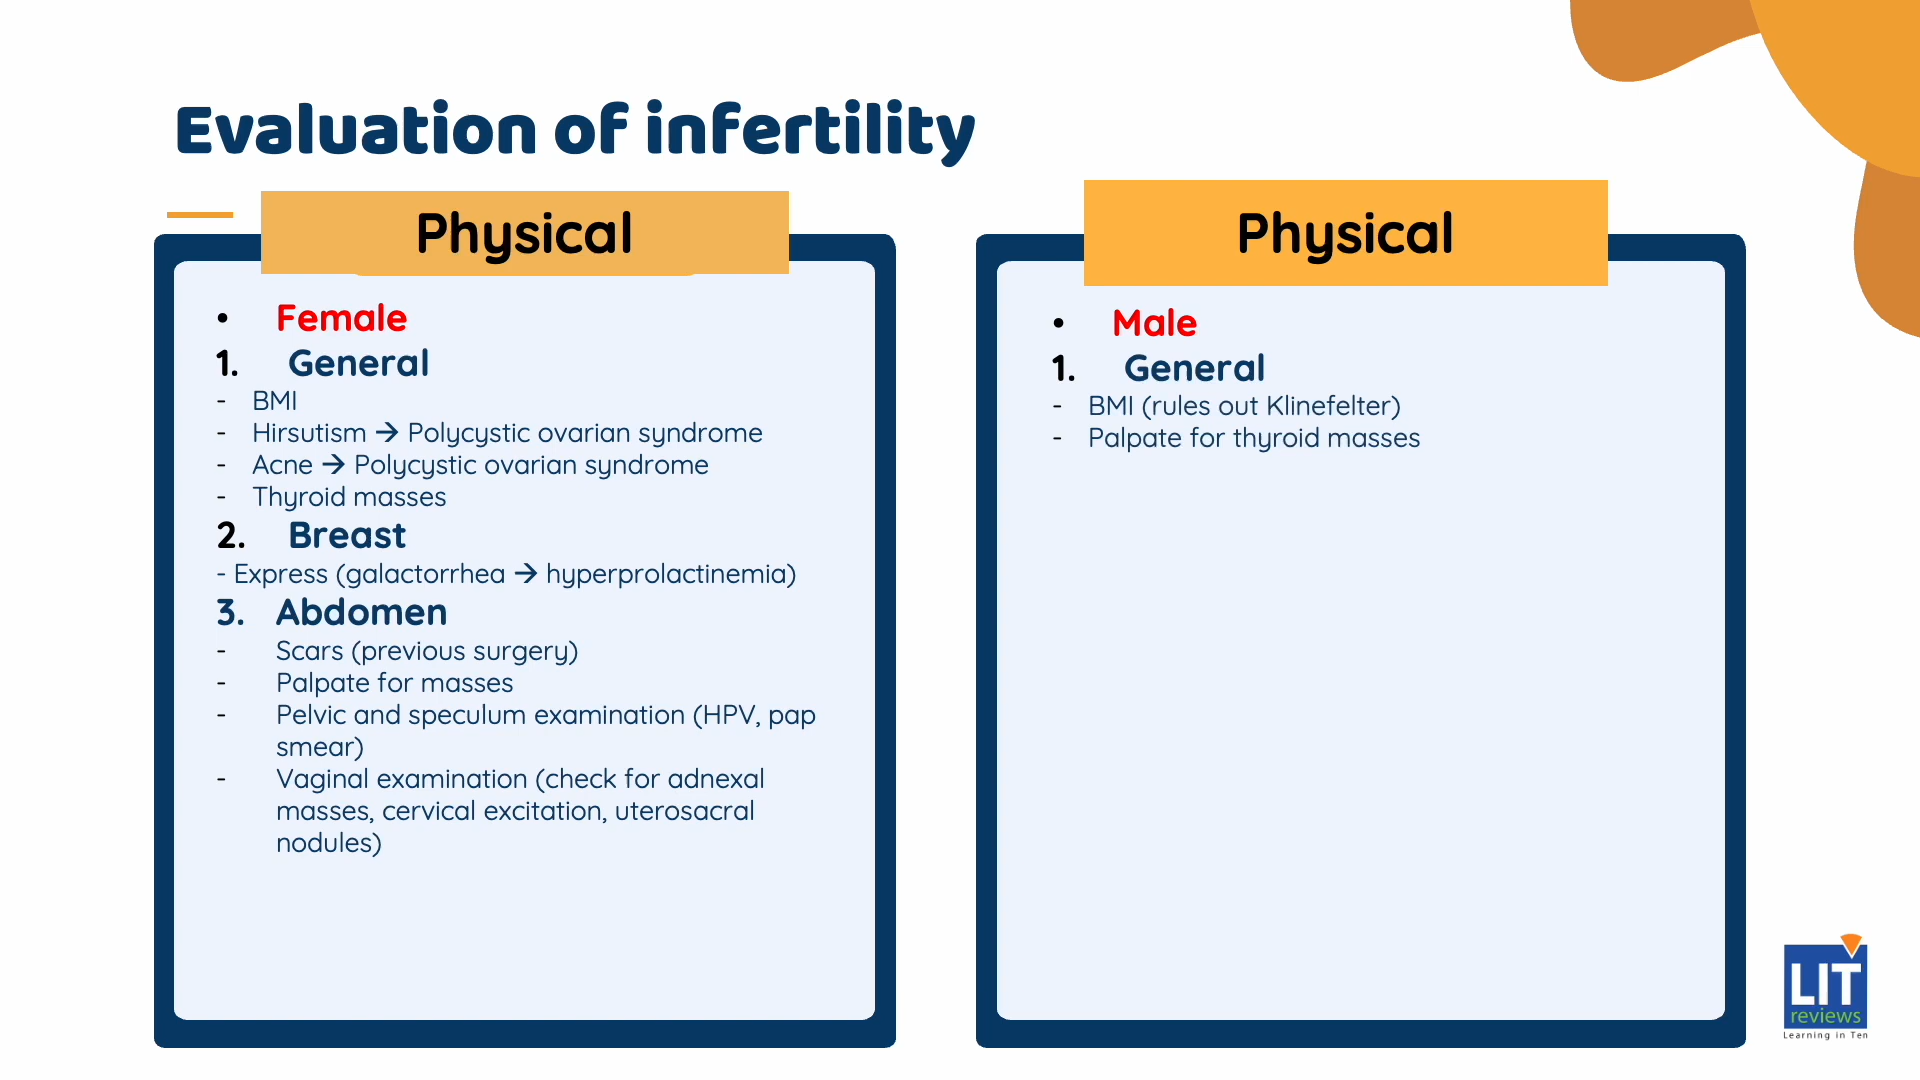 Evaluation of infertility
Physical
• Female
1. General
- BMI
- Hirsutism → Polycystic ovarian syndrome
- Acne → Polycystic ovarian syndrome
- Thyroid masses
2. Breast
- Express (galactorrhea → hyperprolactinemia)
3. Abdomen
- Scars (previous surgery)
- Palpate for masses
- Pelvic and speculum examination (HPV, pap
smear)
- Vaginal examination (check for adnexal
masses, cervical excitation, uterosacral
nodules)
Physical
• Male
1. General
- BMI (rules out Klinefelter)
- Palpate for thyroid masses
LIT
reviews
Learning in Ten